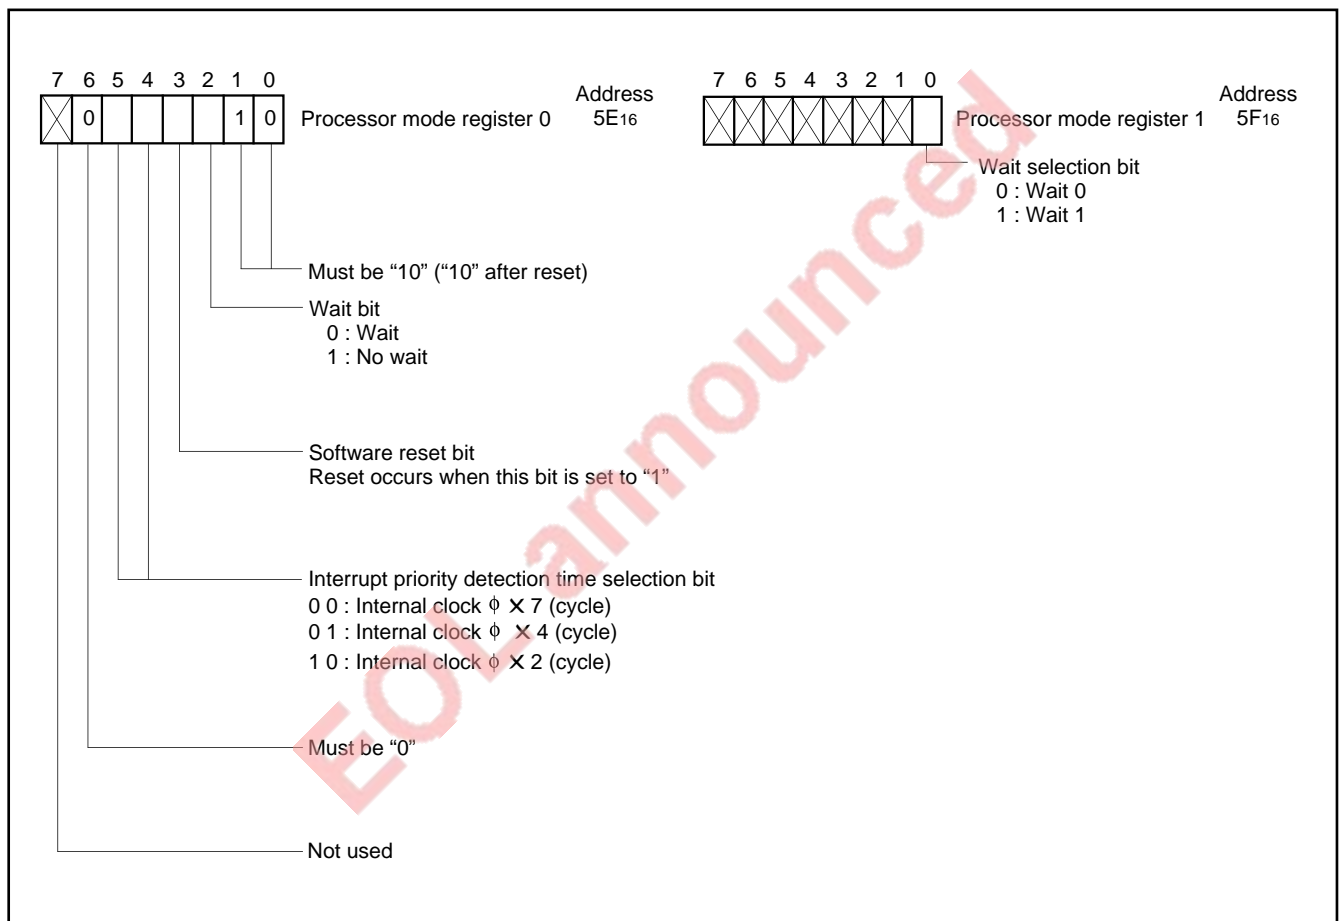 7 6 5 4 3 2 1 0
0 1 0
Processor mode register 0
Address
5E16
Must be “10” (“10” after reset)
Wait bit
0 : Wait
1 : No wait
Software reset bit
Reset occurs when this bit is set to “1”
Interrupt priority detection time selection bit
0 0 : Internal clock ϕ × 7 (cycle)
0 1 : Internal clock ϕ × 4 (cycle)
1 0 : Internal clock ϕ × 2 (cycle)
Must be “0”
Not used
7 6 5 4 3 2 1 0
Processor mode register 1
Address
5F16
Wait selection bit
0 : Wait 0
1 : Wait 1
EOL announced